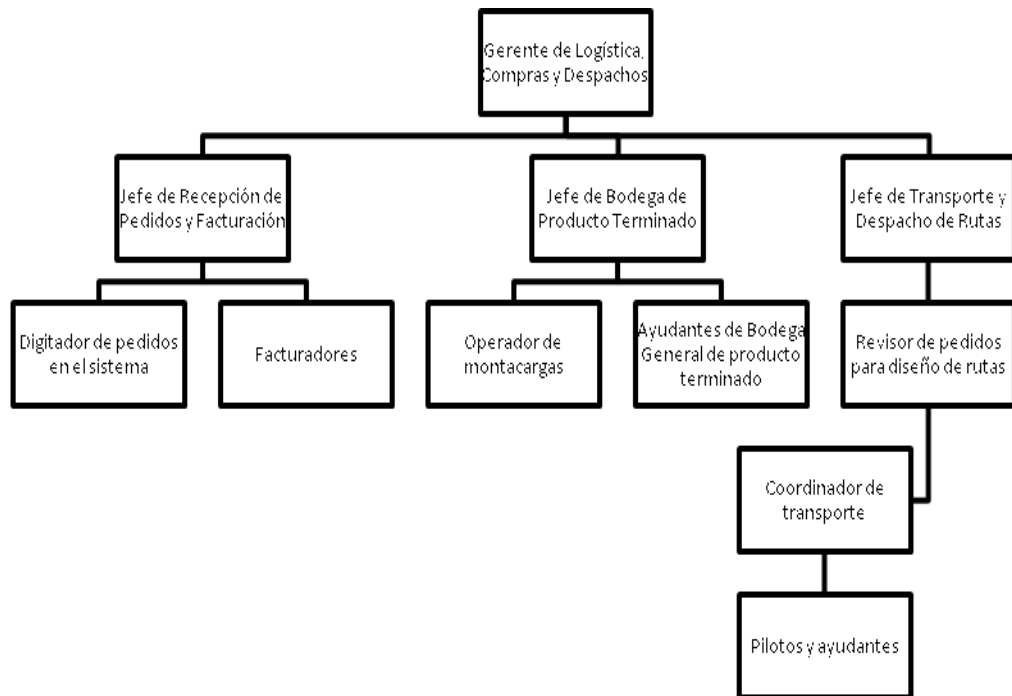 Gerente de Logística,
Compras y Despachos
Jefe de Recepción de
Pedidos y Facturación
Jefe de Bodega de
Producto Terminado
Jefe de Transporte y
Despacho de Rutas
Digitador de pedidos
en el sistema
Facturadores
Operador de
montacargas
Ayudantes de Bodega
General de producto
terminado
Revisor de pedidos
para diseño de rutas
Coordinador de
transporte
Pilotos y ayudantes